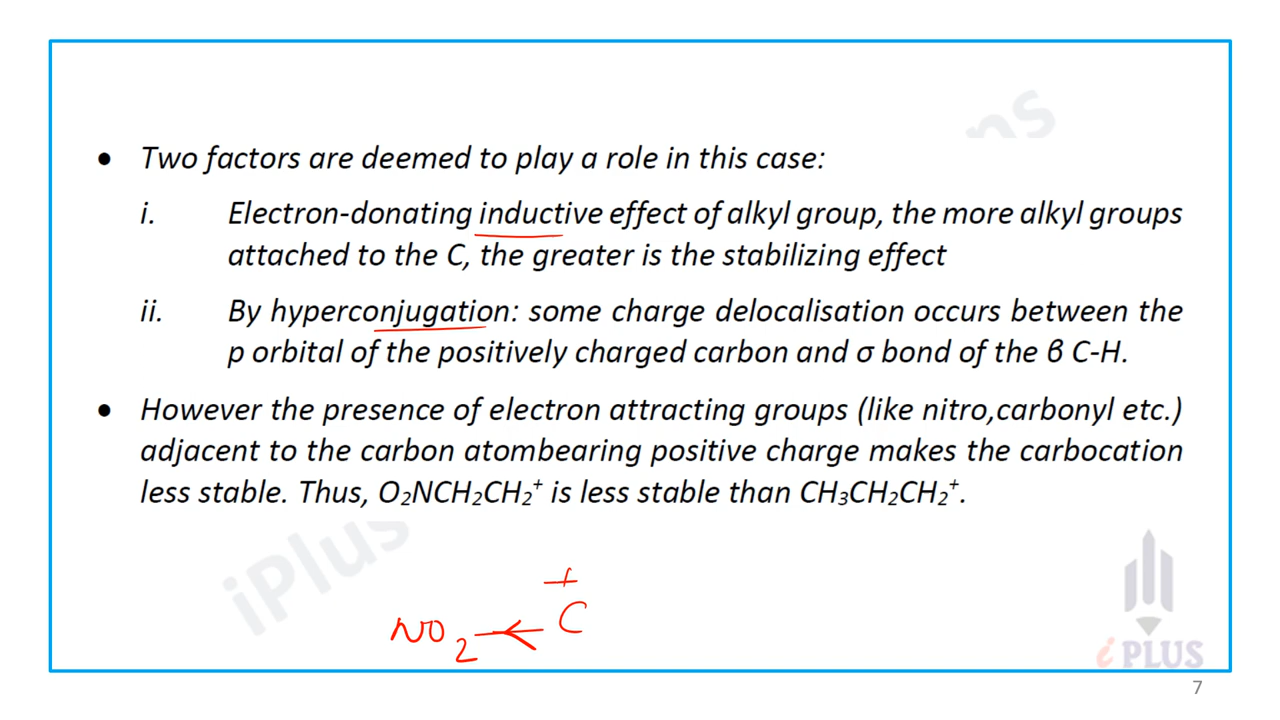 • Two factors are deemed to play a role in this case:
i. Electron-donating inductive effect of alkyl group, the more alkyl groups
attached to the C, the greater is the stabilizing effect
ii. By hyperconjugation: some charge delocalisation occurs between the
p orbital of the positively charged carbon and σ bond of the β C-H.
• However the presence of electron attracting groups (like nitro,carbonyl etc.)
adjacent to the carbon atombearing positive charge makes the carbocation
less stable. Thus, O₂NCH₂CH₂⁺ is less stable than CH₃CH₂CH₂⁺.
ns
iPlus
+
NO₂ C
iPLUS
7